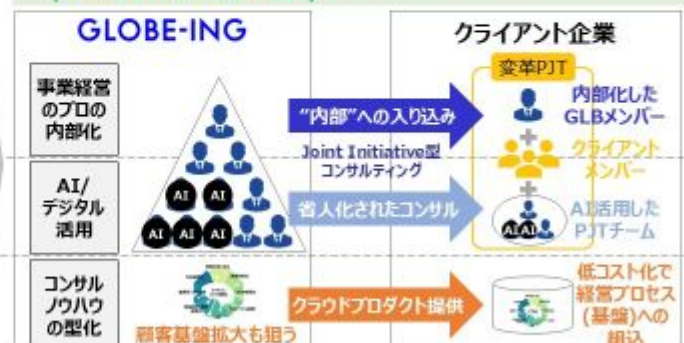 GLOBE-ING
クライアント企業
変革PJT
事業経営
のプロの
内部化
"内部"への入り込み
内部化した
GLBメンバー
Joint Initiative型
コンサルティング
クライアント
メンバー
AI/
デジタル
活用
AI AI
AI AI AI
省人化されたコンサル
AI活用した
PJTチーム
AI AI
コンサル
ノウハウ
の型化
顧客基盤拡大も狙う
クラウドプロダクト提供
低コスト化で
経営プロセス
(基盤)への
組込